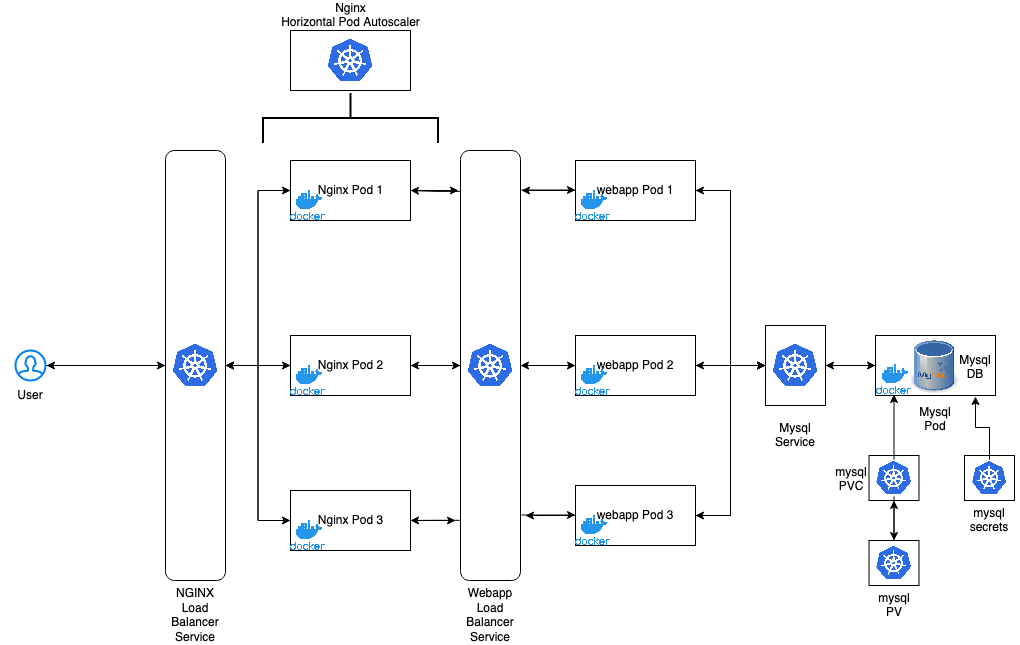 Nginx
Horizontal Pod Autoscaler
Nginx Pod 1
docker
webapp Pod 1
docker
User
Nginx Pod 2
docker
webapp Pod 2
docker
Mysql
Service
docker
My
Mysql
DB
Mysql
Pod
mysql
PVC
mysql
secrets
mysql
PV
Nginx Pod 3
docker
webapp Pod 3
docker
NGINX
Load
Balancer
Service
Webapp
Load
Balancer
Service